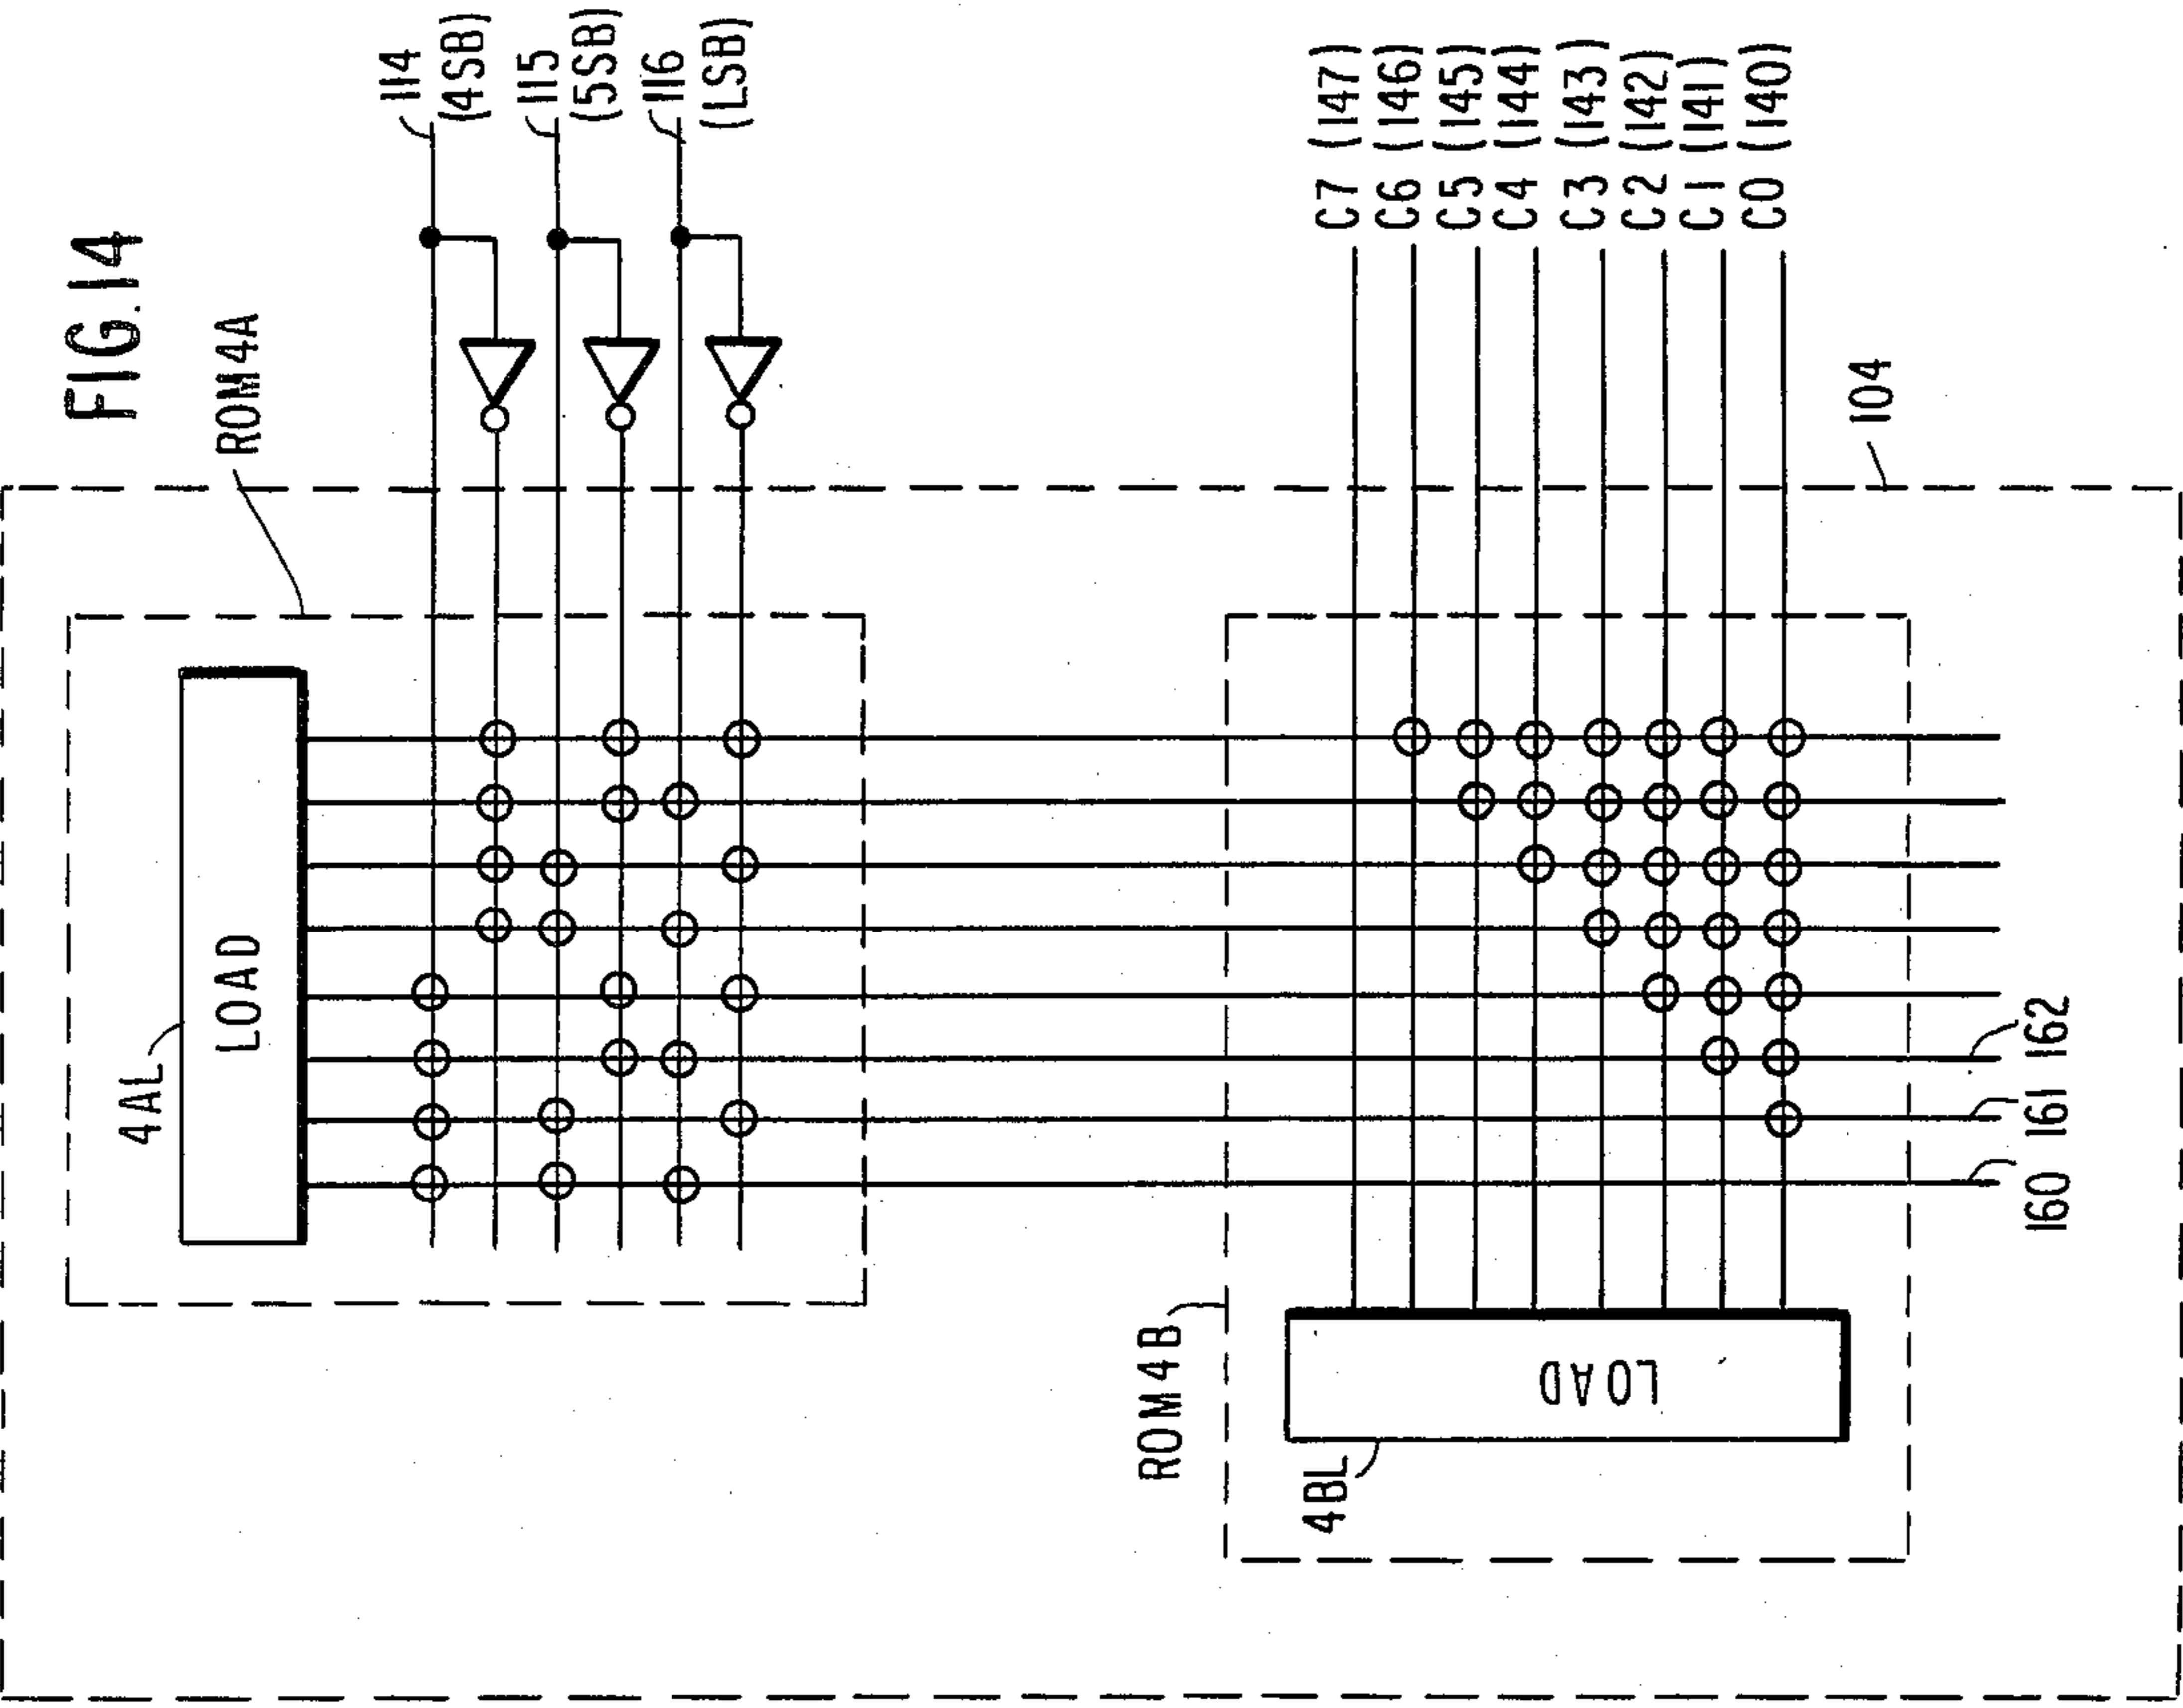 FIG.14
ROM4A
114
(4SB)
115
(5SB)
116
(LSB)
4AL
LOAD
C7 (147)
C6 (146)
C5 (145)
C4 (144)
C3 (143)
C2 (142)
C1 (141)
C0 (140)
104
ROM4B
4BL
LOAD
160
161
162